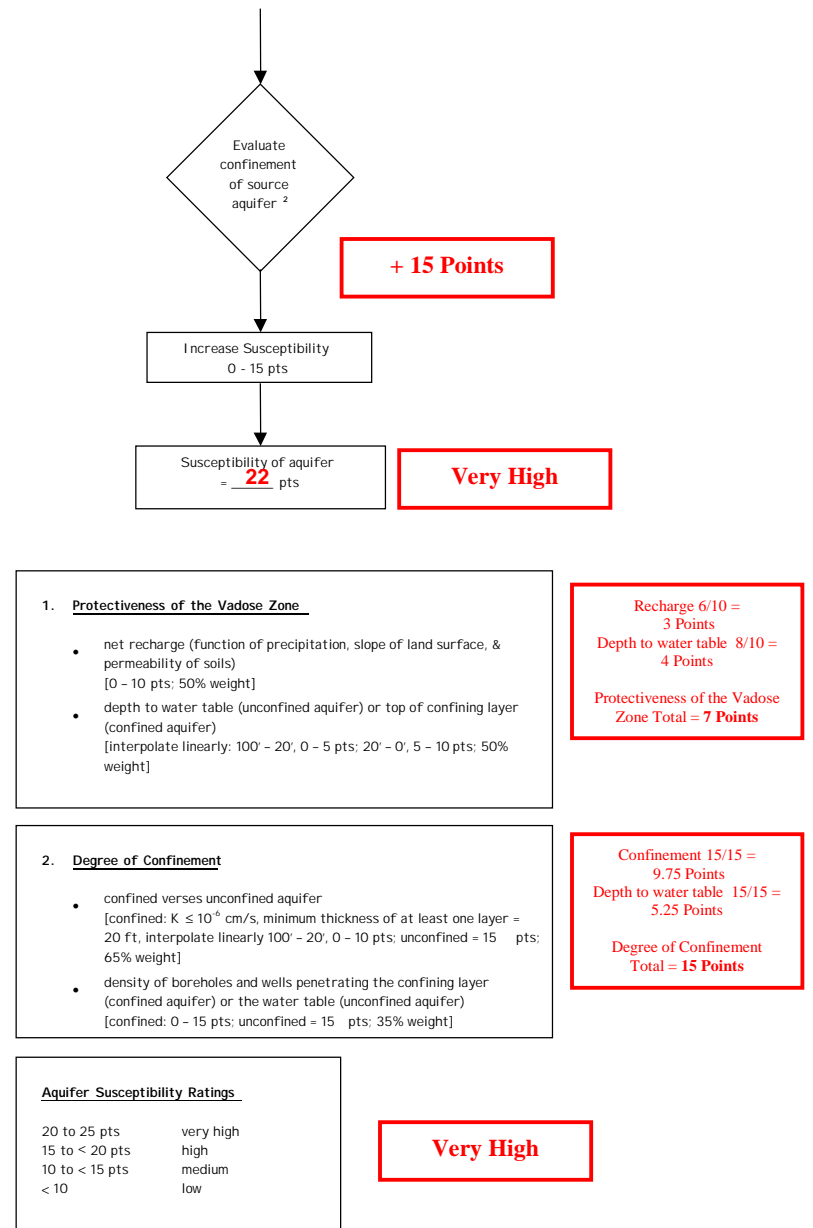 Evaluate
confinement
of source
aquifer ²
+ 15 Points
Increase Susceptibility
0 - 15 pts
Susceptibility of aquifer
= 22 pts
Very High
1. Protectiveness of the Vadose Zone
• net recharge (function of precipitation, slope of land surface, &
permeability of soils)
[0 – 10 pts; 50% weight]
• depth to water table (unconfined aquifer) or top of confining layer
(confined aquifer)
[interpolate linearly: 100′ – 20′, 0 – 5 pts; 20′ – 0′, 5 – 10 pts; 50%
weight]
Recharge 6/10 =
3 Points
Depth to water table 8/10 =
4 Points
Protectiveness of the Vadose
Zone Total = 7 Points
2. Degree of Confinement
• confined verses unconfined aquifer
[confined: K ≤ 10⁻⁶ cm/s, minimum thickness of at least one layer =
20 ft, interpolate linearly 100′ – 20′, 0 – 10 pts; unconfined = 15 pts;
65% weight]
• density of boreholes and wells penetrating the confining layer
(confined aquifer) or the water table (unconfined aquifer)
[confined: 0 – 15 pts; unconfined = 15 pts; 35% weight]
Confinement 15/15 =
9.75 Points
Depth to water table 15/15 =
5.25 Points
Degree of Confinement
Total = 15 Points
Aquifer Susceptibility Ratings
20 to 25 pts very high
15 to < 20 pts high
10 to < 15 pts medium
< 10 low
Very High